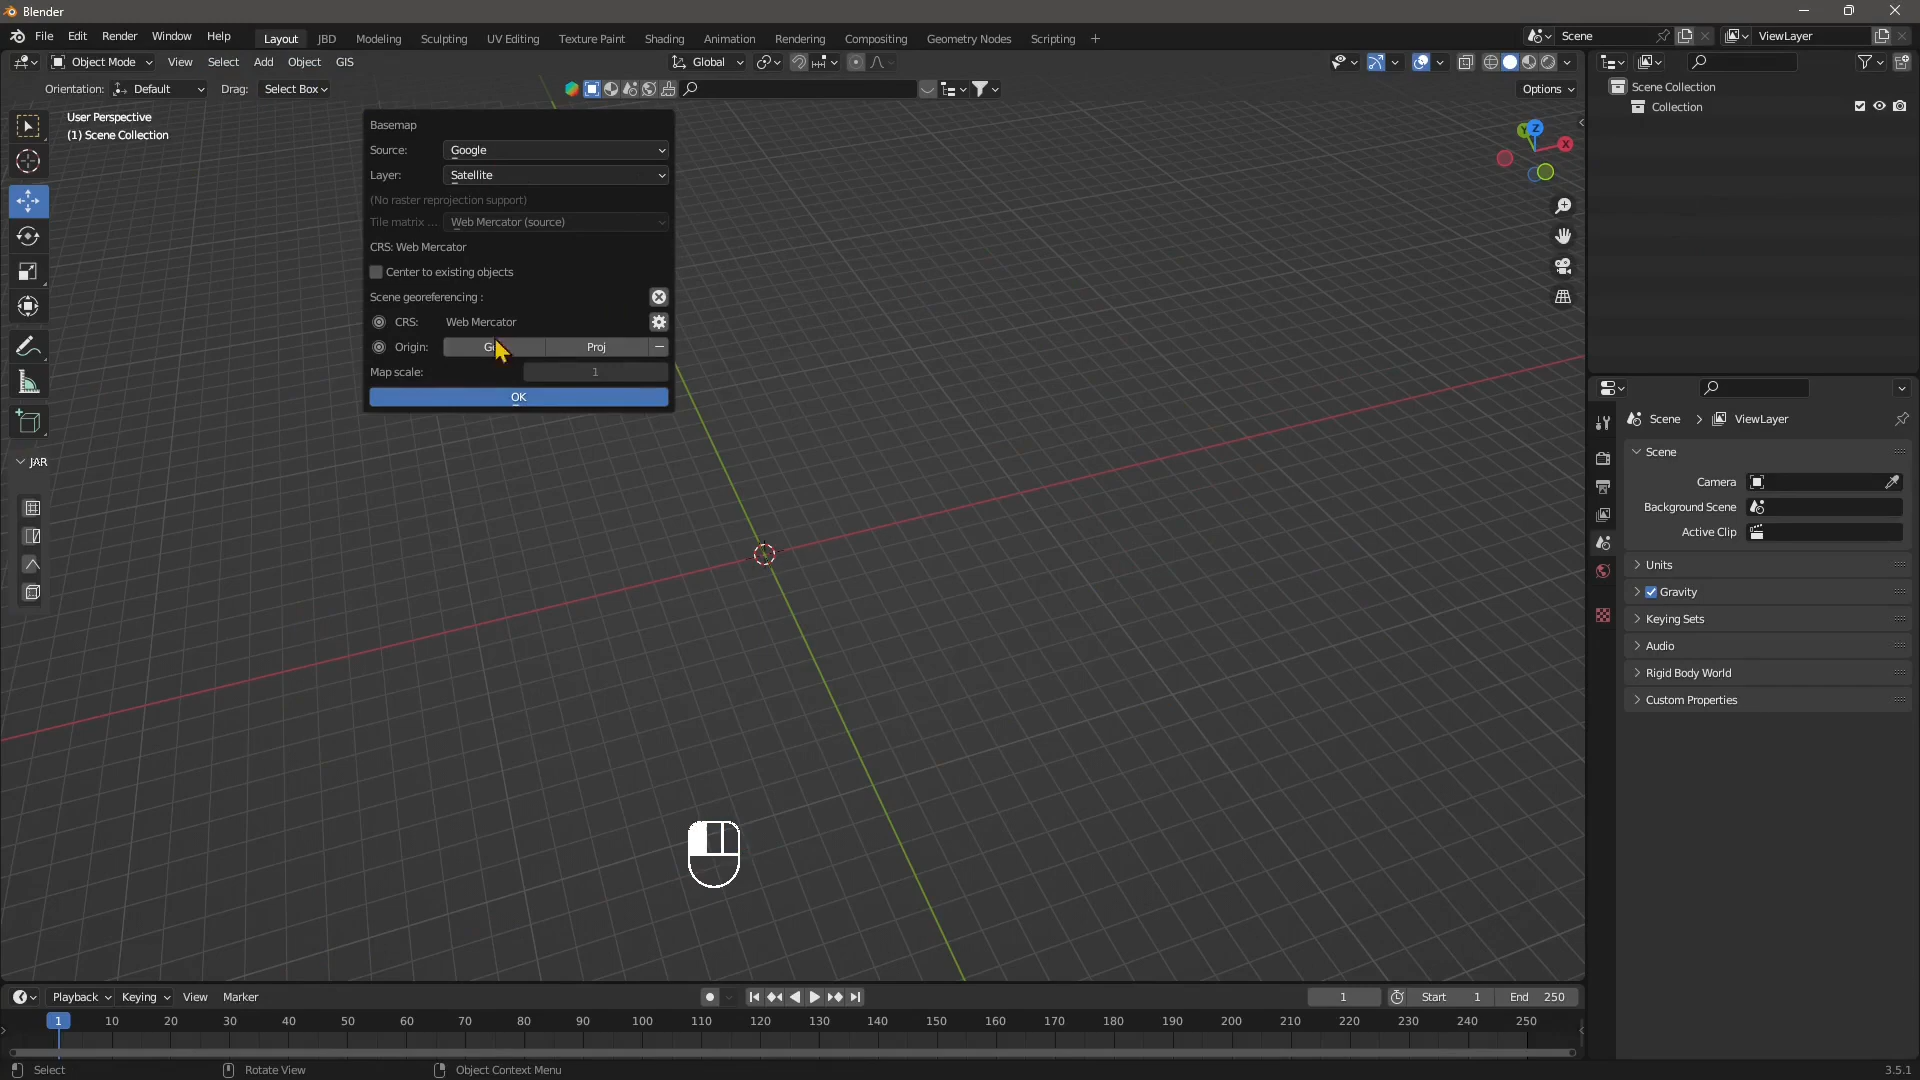 Blender
File Edit Render Window Help Layout JBD Modeling Sculpting UV Editing Texture Paint Shading Animation Rendering Compositing Geometry Nodes Scripting + Scene ViewLayer
Object Mode View Select Add Object GIS Global
Orientation: Default Drag: Select Box Options
User Perspective
(1) Scene Collection
Basemap
Source: Google
Layer: Satellite
(No raster reprojection support)
Tile matrix ... Web Mercator (source)
CRS: Web Mercator
Center to existing objects
Scene georeferencing :
CRS: Web Mercator
Origin: Proj
Map scale: 1
OK
JAR
Y Z X
Scene Collection
Collection
Scene > ViewLayer
Scene
Camera
Background Scene
Active Clip
Units
Gravity
Keying Sets
Audio
Rigid Body World
Custom Properties
Playback Keying View Marker 1 Start 1 End 250
1 10 20 30 40 50 60 70 80 90 100 110 120 130 140 150 160 170 180 190 200 210 220 230 240 250
Select Rotate View Object Context Menu 3.5.1